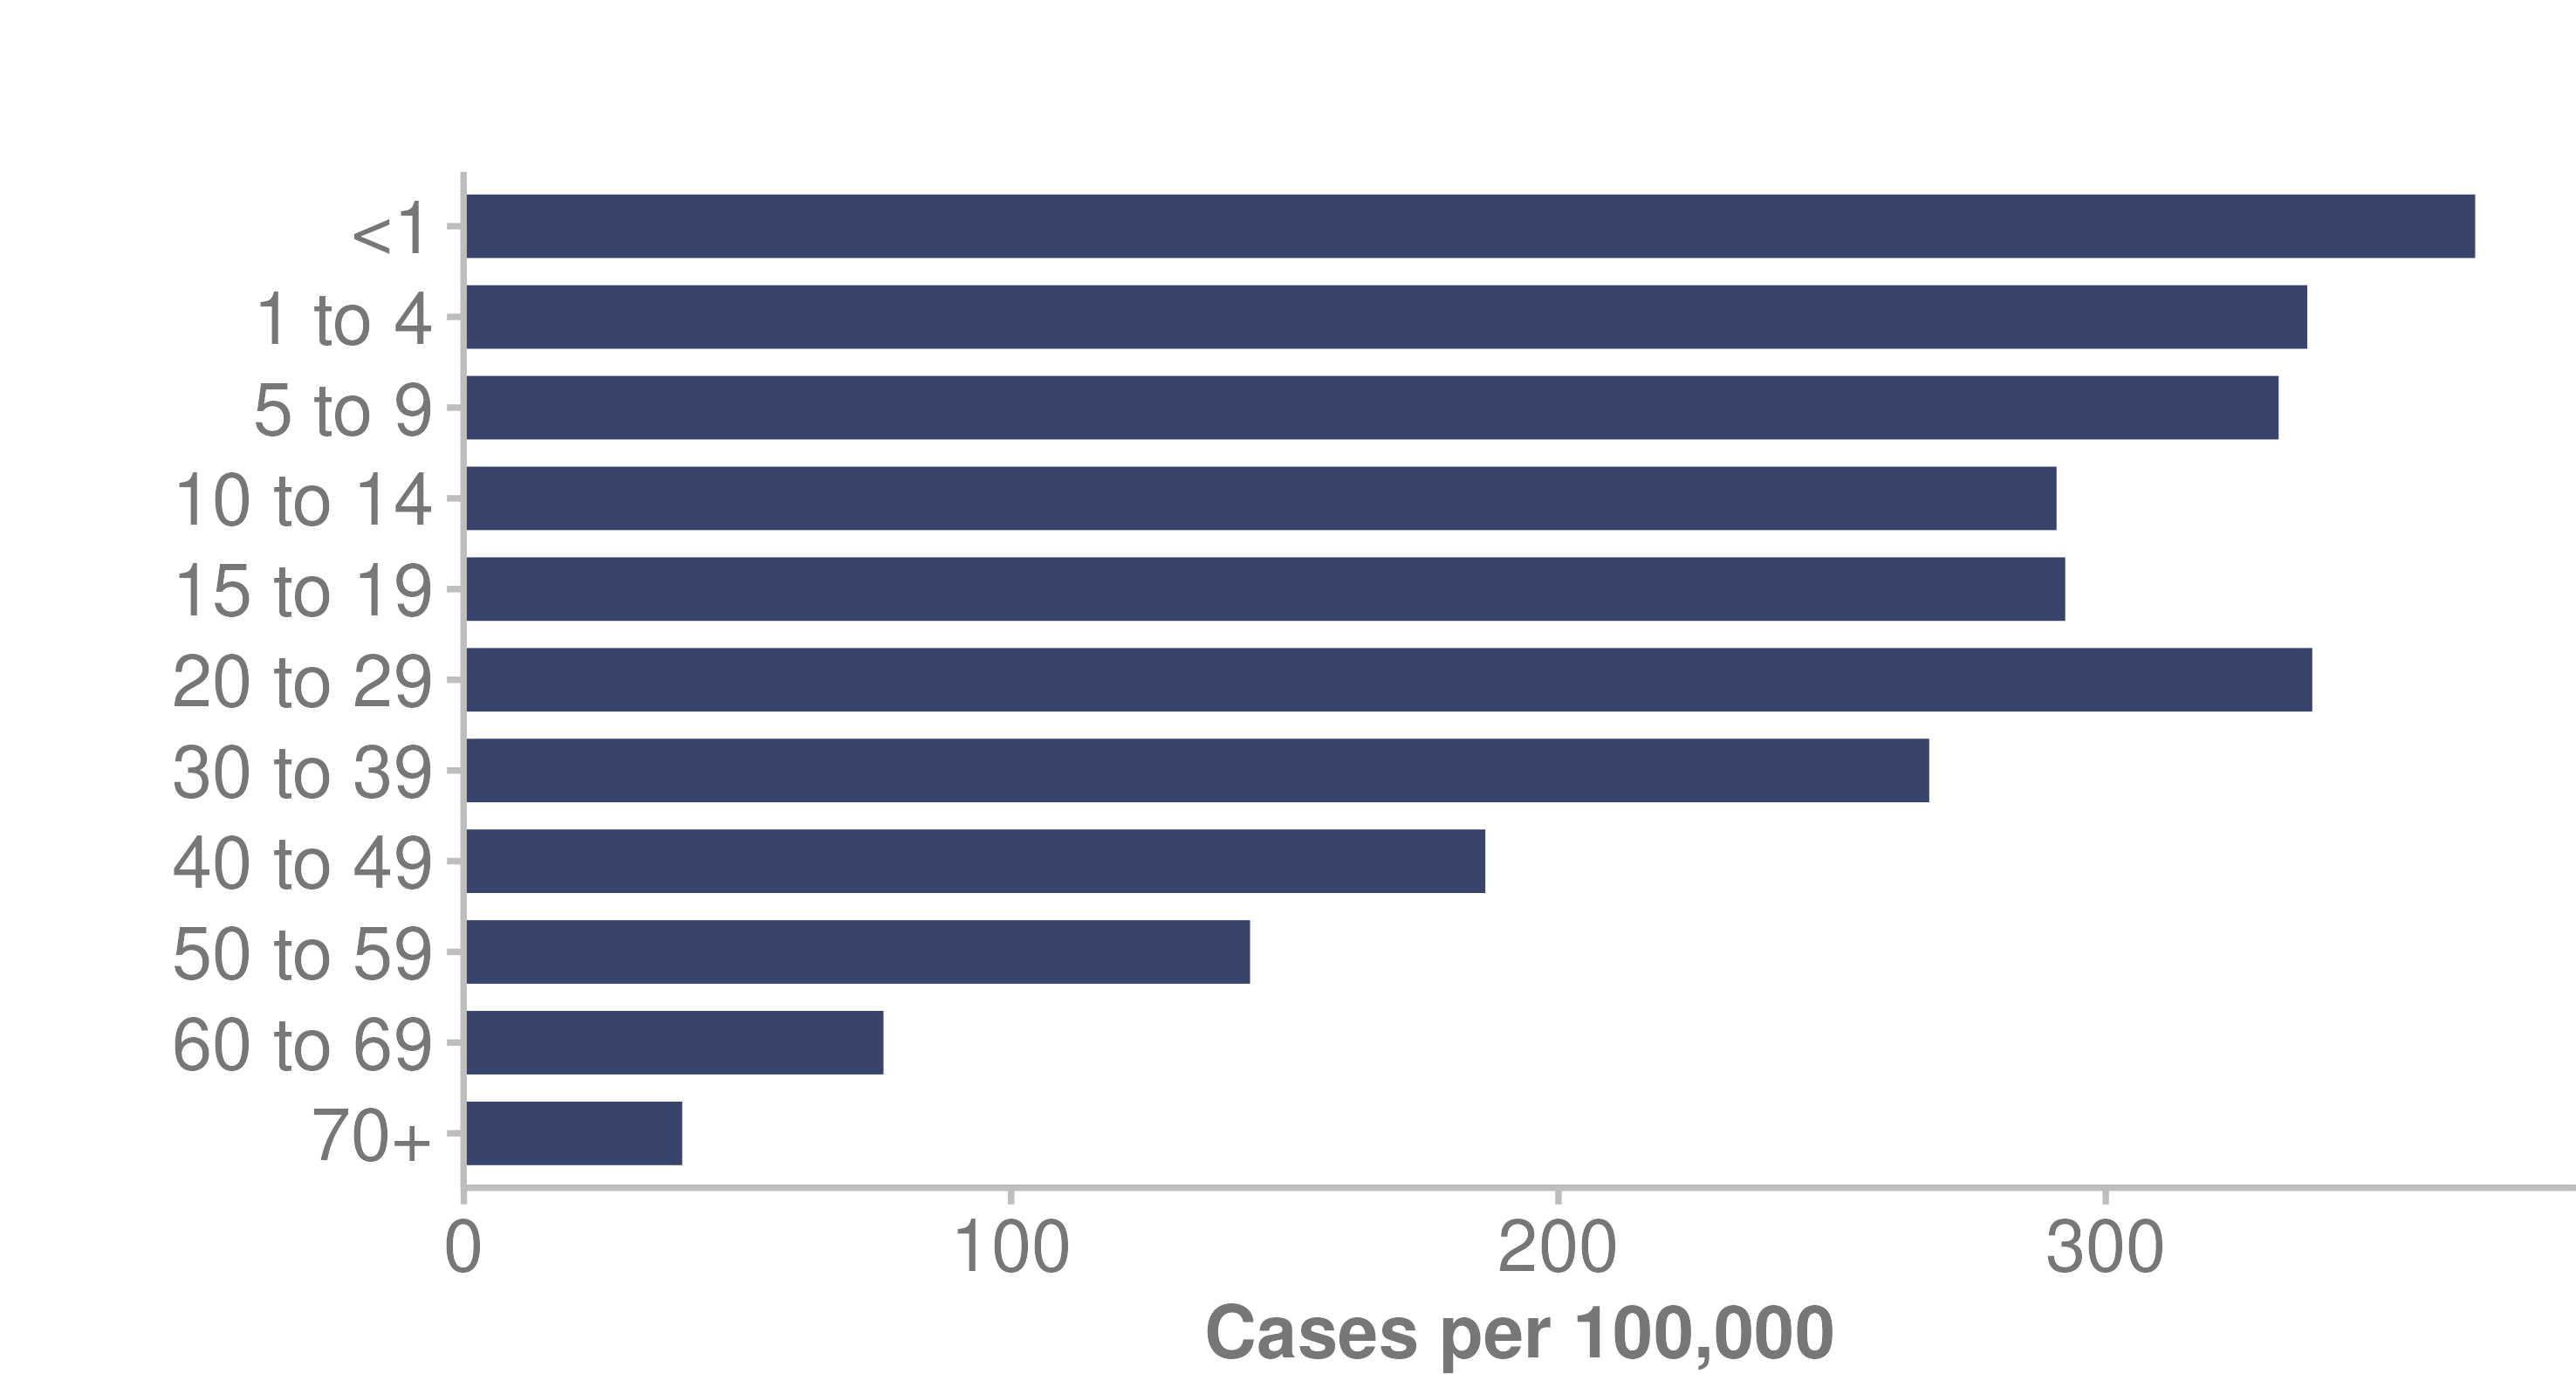 <1
1 to 4
5 to 9
10 to 14
15 to 19
20 to 29
30 to 39
40 to 49
50 to 59
60 to 69
70+
0 100 200 300
Cases per 100,000